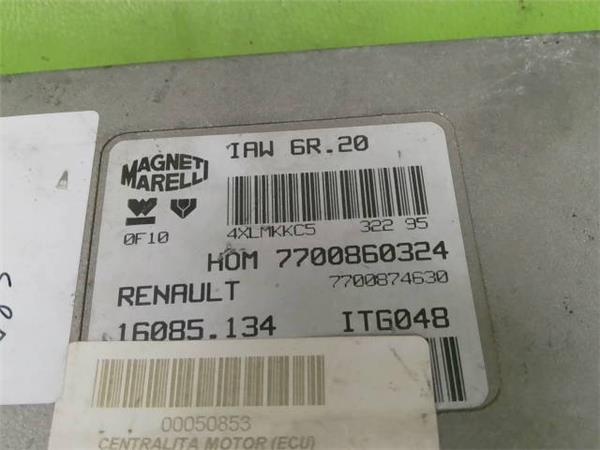 IAW 6R.20
MAGNETI
MARELLI
4XLMKKC5 322 95
0F10
HOM 7700860324
7700874630
RENAULT
16085.134 ITG048
00050853
CENTRALITA MOTOR (ECU)